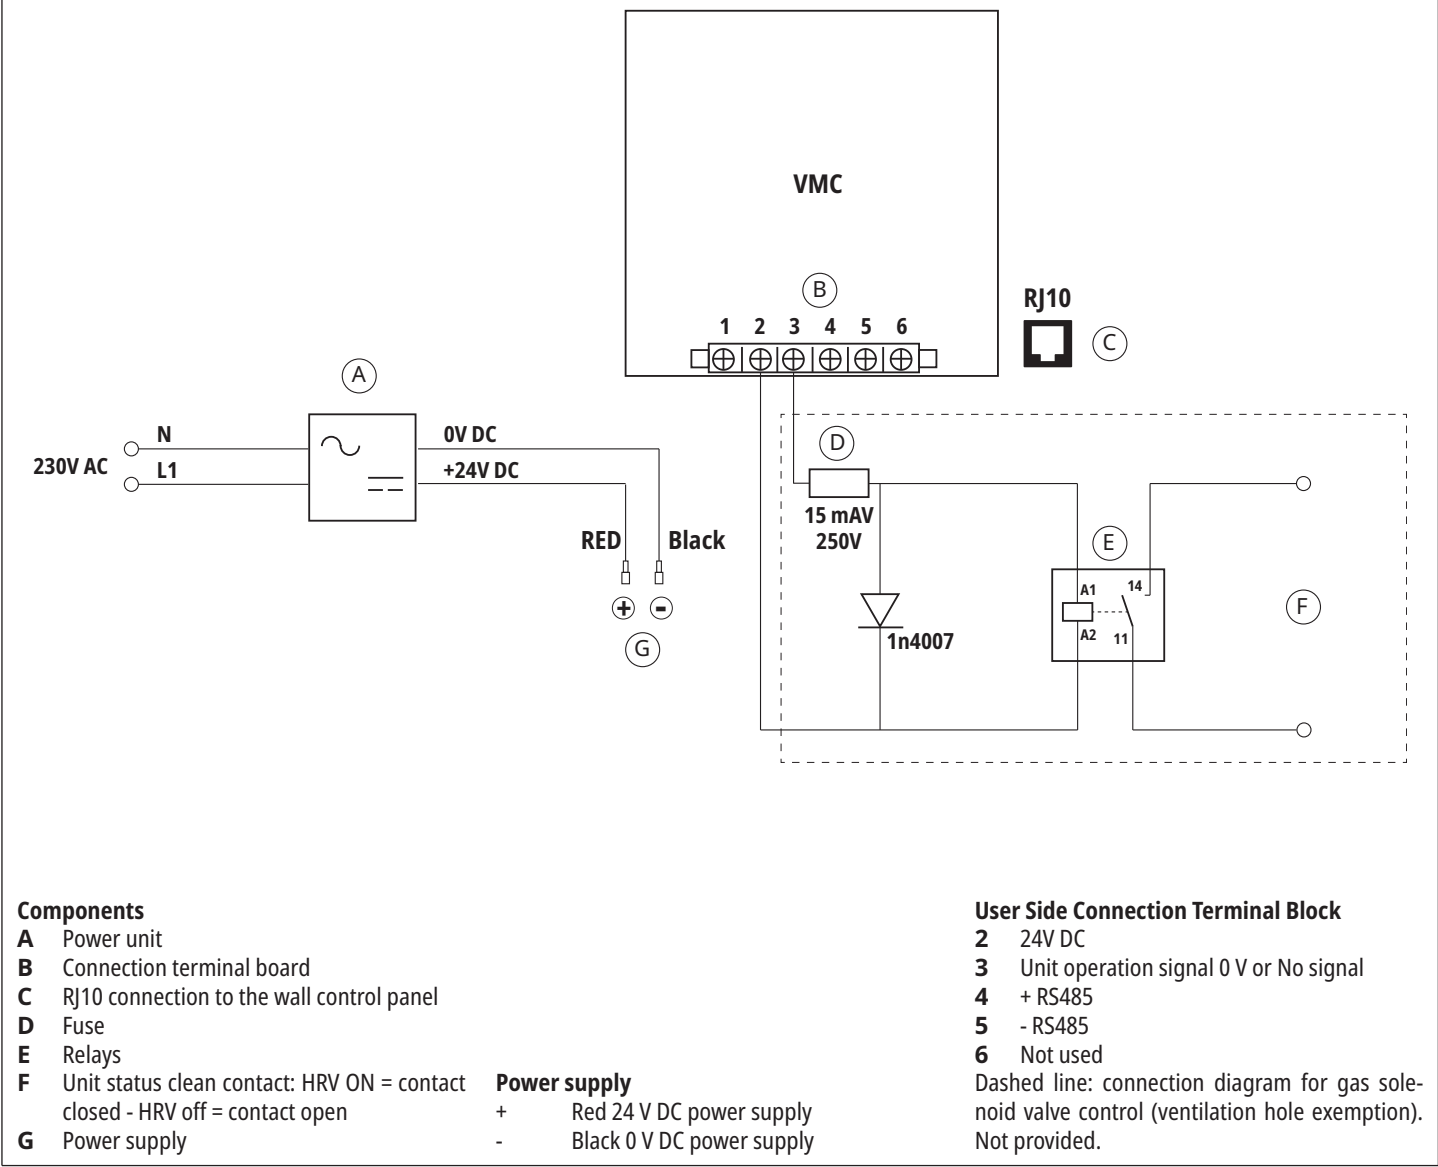 VMC
B
RJ10
1 2 3 4 5 6
C
A
N
0V DC
D
230V AC
L1
+24V DC
15 mAV
250V
RED
Black
E
A1
14
F
+
-
A2
11
1n4007
G
Components
A Power unit
B Connection terminal board
C RJ10 connection to the wall control panel
D Fuse
E Relays
F Unit status clean contact: HRV ON = contact
closed - HRV off = contact open
G Power supply
Power supply
+ Red 24 V DC power supply
- Black 0 V DC power supply
User Side Connection Terminal Block
2 24V DC
3 Unit operation signal 0 V or No signal
4 + RS485
5 - RS485
6 Not used
Dashed line: connection diagram for gas sole-
noid valve control (ventilation hole exemption).
Not provided.